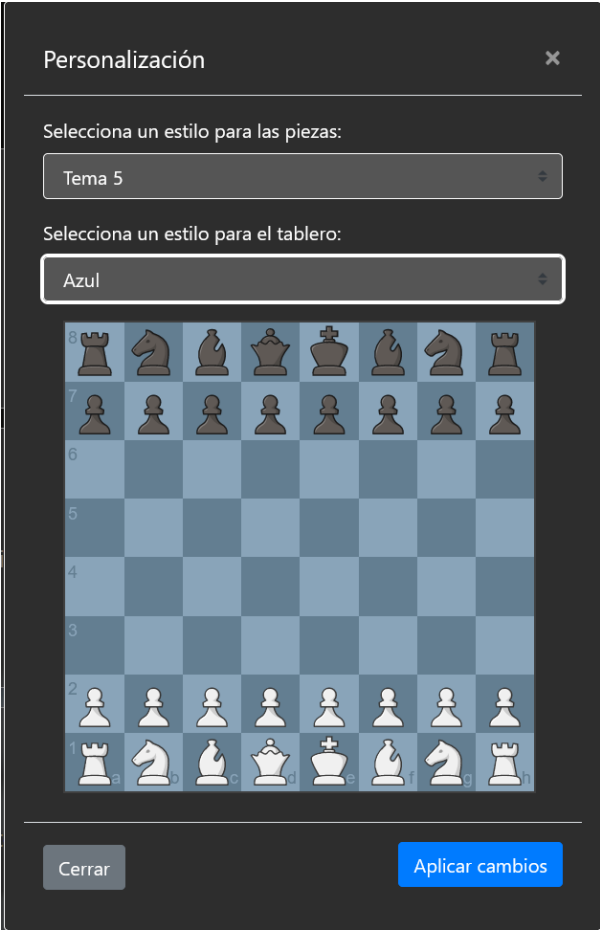 Personalización ×
Selecciona un estilo para las piezas:
Tema 5
Selecciona un estilo para el tablero:
Azul
8
7
6
5
4
3
2
1
a b c d e f g h
Cerrar Aplicar cambios